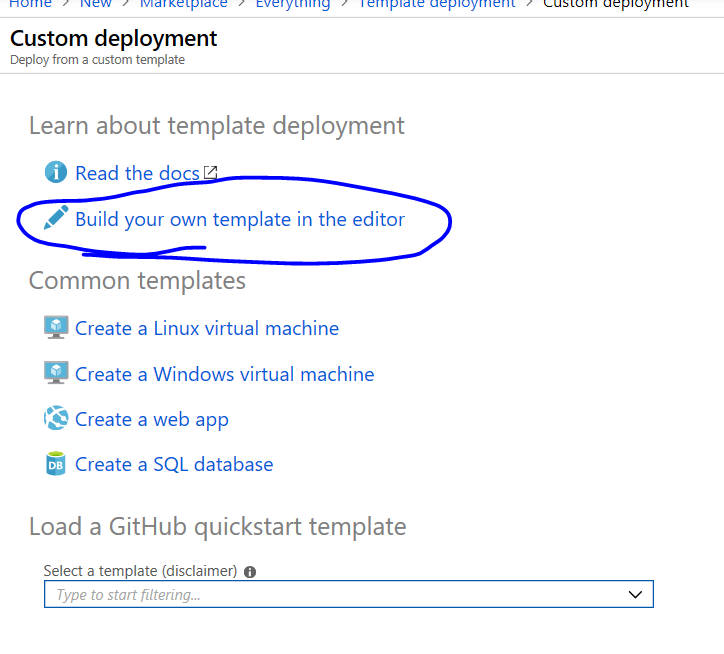 Home > New > Marketplace > Everything > Template deployment > Custom deployment
Custom deployment
Deploy from a custom template
Learn about template deployment
Read the docs
Build your own template in the editor
Common templates
Create a Linux virtual machine
Create a Windows virtual machine
Create a web app
DB Create a SQL database
Load a GitHub quickstart template
Select a template (disclaimer)
Type to start filtering...